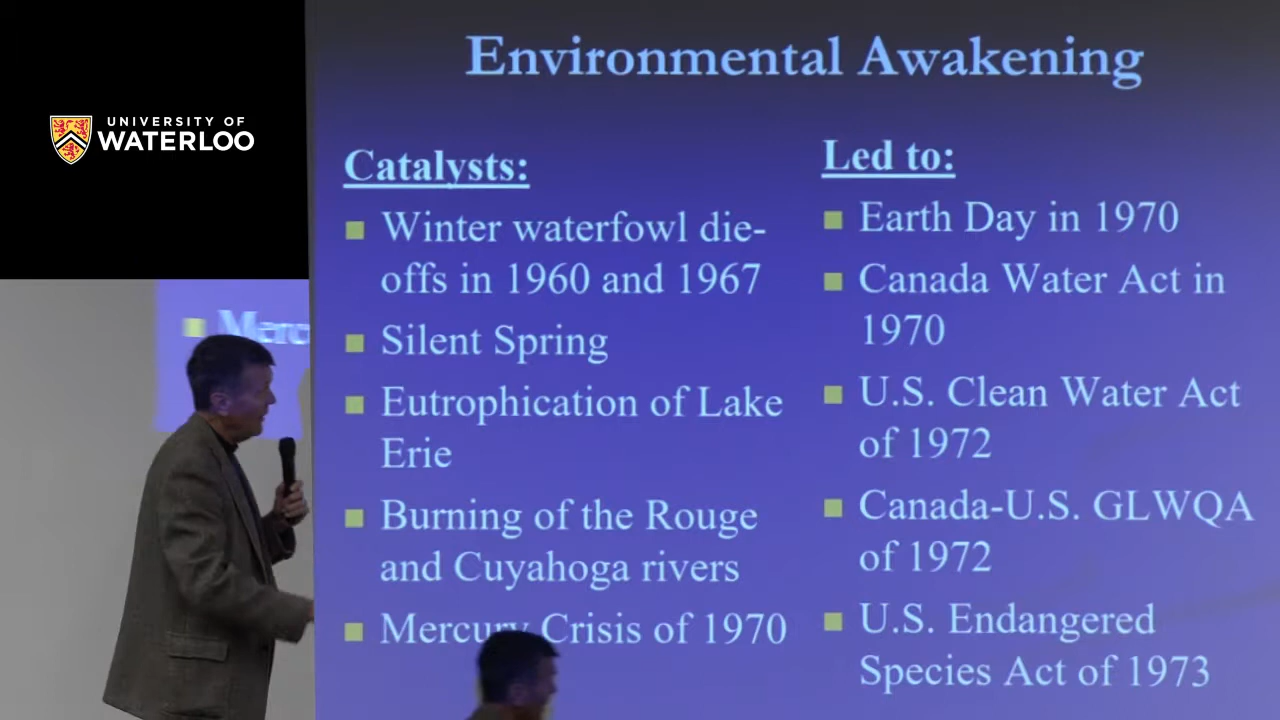 UNIVERSITY OF
WATERLOO
Environmental Awakening
Catalysts:
Winter waterfowl die-
offs in 1960 and 1967
Silent Spring
Eutrophication of Lake
Erie
Burning of the Rouge
and Cuyahoga rivers
Mercury Crisis of 1970
Led to:
Earth Day in 1970
Canada Water Act in
1970
U.S. Clean Water Act
of 1972
Canada-U.S. GLWQA
of 1972
U.S. Endangered
Species Act of 1973